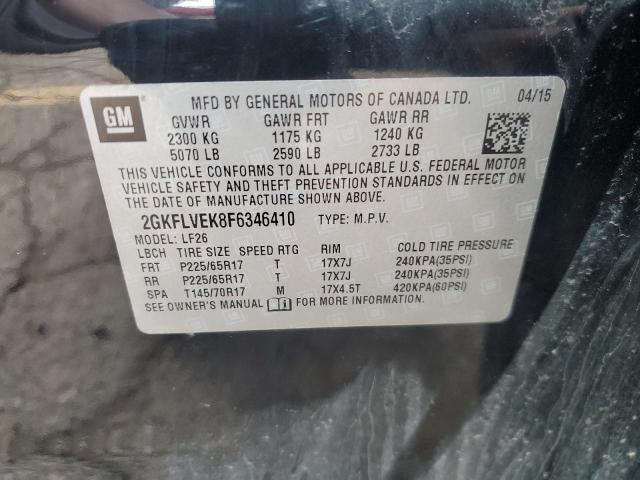 GM
MFD BY GENERAL MOTORS OF CANADA LTD. 04/15
GVWR GAWR FRT GAWR RR
2300 KG 1175 KG 1240 KG
5070 LB 2590 LB 2733 LB
THIS VEHICLE CONFORMS TO ALL APPLICABLE U.S. FEDERAL MOTOR
VEHICLE SAFETY AND THEFT PREVENTION STANDARDS IN EFFECT ON
THE DATE OF MANUFACTURE SHOWN ABOVE.
2GKFLVEK8F6346410 TYPE: M.P.V.
MODEL: LF26
LBCH TIRE SIZE SPEED RTG RIM COLD TIRE PRESSURE
FRT P225/65R17 T 17X7J 240KPA(35PSI)
RR P225/65R17 T 17X7J 240KPA(35PSI)
SPA T145/70R17 M 17X4.5T 420KPA(60PSI)
SEE OWNER'S MANUAL FOR MORE INFORMATION.